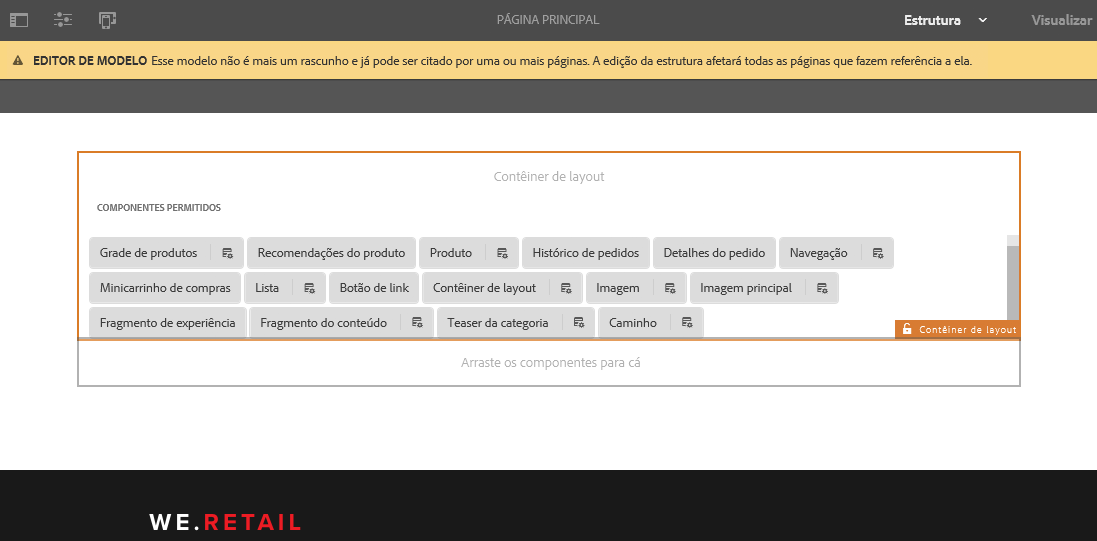 PÁGINA PRINCIPAL Estrutura Visualizar
EDITOR DE MODELO Esse modelo não é mais um rascunho e já pode ser citado por uma ou mais páginas. A edição da estrutura afetará todas as páginas que fazem referência a ela.
Contêiner de layout
COMPONENTES PERMITIDOS
Grade de produtos Recomendações do produto Produto Histórico de pedidos Detalhes do pedido Navegação
Minicarrinho de compras Lista Botão de link Contêiner de layout Imagem Imagem principal
Fragmento de experiência Fragmento do conteúdo Teaser da categoria Caminho
Contêiner de layout
Arraste os componentes para cá
WE.RETAIL